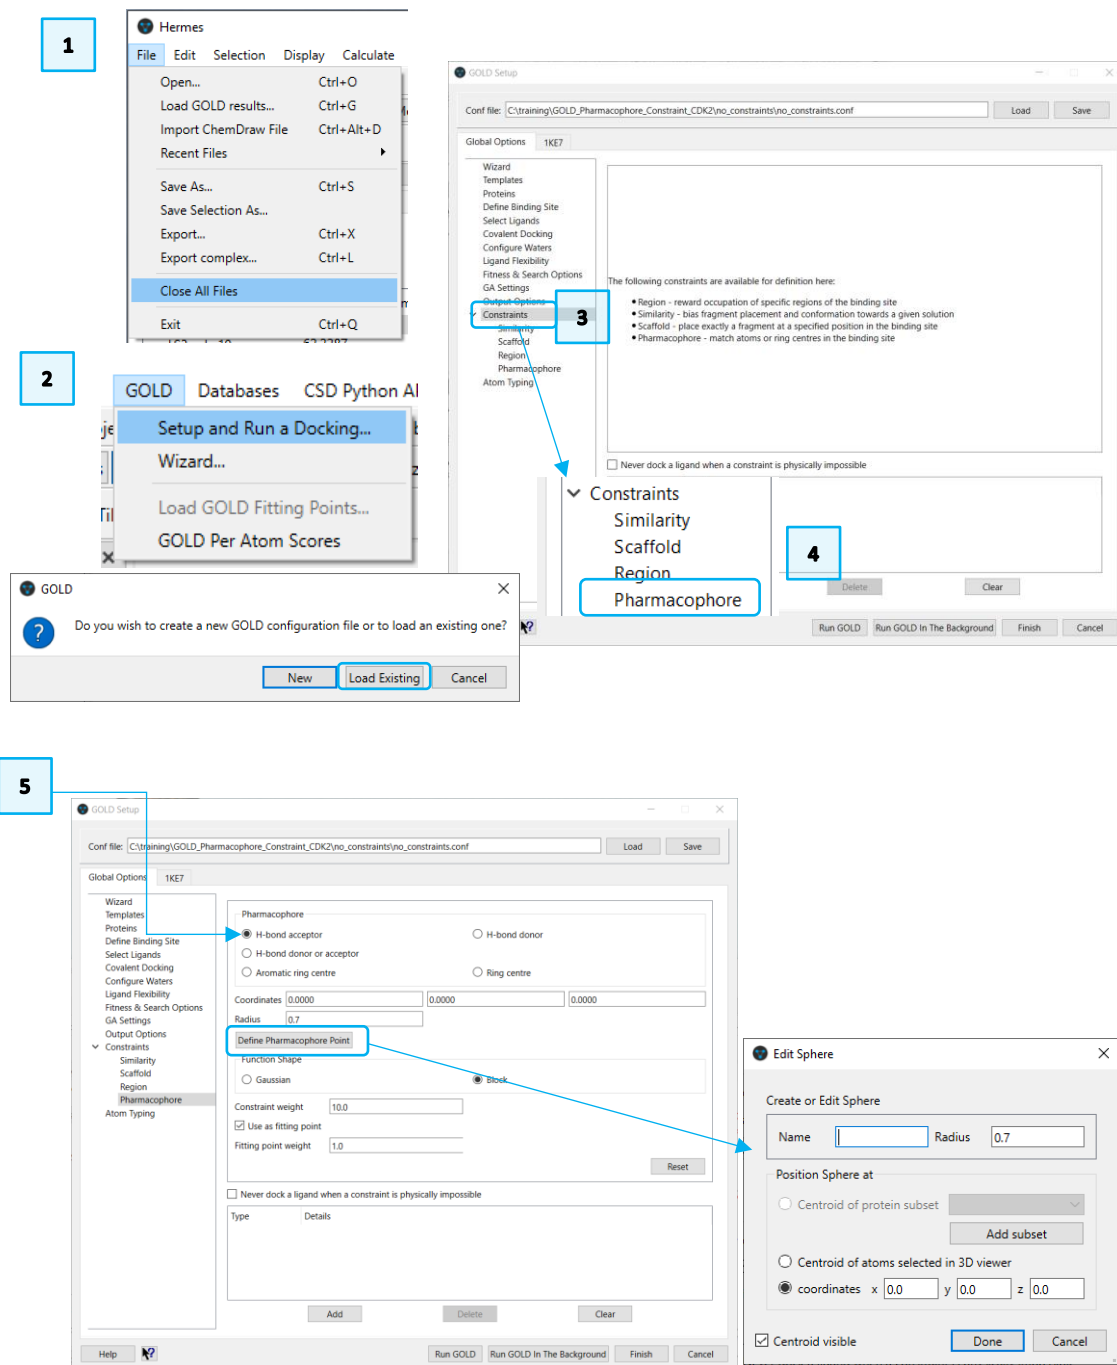 1
Hermes
File Edit Selection Display Calculate
Open... Ctrl+O
Load GOLD results... Ctrl+G
Import ChemDraw File Ctrl+Alt+D
Recent Files
Save As... Ctrl+S
Save Selection As...
Export... Ctrl+X
Export complex... Ctrl+L
Close All Files
Exit Ctrl+Q
2
GOLD Databases CSD Python
Setup and Run a Docking...
Wizard...
Load GOLD Fitting Points...
GOLD Per Atom Scores
GOLD
Do you wish to create a new GOLD configuration file or to load an existing one?
New Load Existing Cancel
GOLD Setup
Conf file: C:\training\GOLD_Pharmacophore_Constraint_CDK2\no_constraints\no_constraints.conf Load Save
Global Options 1KE7
Wizard
Templates
Proteins
Define Binding Site
Select Ligands
Covalent Docking
Configure Waters
Ligand Flexibility
Fitness & Search Options
GA Settings
Output Options
Constraints
Similarity
Scaffold
Region
Pharmacophore
Atom Typing
3
The following constraints are available for definition here:
• Region - reward occupation of specific regions of the binding site
• Similarity - bias fragment placement and conformation towards a given solution
• Scaffold - place exactly a fragment at a specified position in the binding site
• Pharmacophore - match atoms or ring centres in the binding site
Never dock a ligand when a constraint is physically impossible
Constraints
Similarity
Scaffold
Region
Pharmacophore
4
Delete Clear
Run GOLD Run GOLD In The Background Finish Cancel
5
GOLD Setup
Conf file: C:\training\GOLD_Pharmacophore_Constraint_CDK2\no_constraints\no_constraints.conf Load Save
Global Options 1KE7
Wizard
Templates
Proteins
Define Binding Site
Select Ligands
Covalent Docking
Configure Waters
Ligand Flexibility
Fitness & Search Options
GA Settings
Output Options
Constraints
Similarity
Scaffold
Region
Pharmacophore
Atom Typing
Pharmacophore
H-bond acceptor H-bond donor
H-bond donor or acceptor
Aromatic ring centre Ring centre
Coordinates 0.0000 0.0000 0.0000
Radius 0.7
Define Pharmacophore Point
Function Shape
Gaussian Block
Constraint weight 10.0
Use as fitting point
Fitting point weight 1.0
Reset
Never dock a ligand when a constraint is physically impossible
Type Details
Add Delete Clear
Help Run GOLD Run GOLD In The Background Finish Cancel
Edit Sphere
Create or Edit Sphere
Name Radius 0.7
Position Sphere at
Centroid of protein subset
Add subset
Centroid of atoms selected in 3D viewer
coordinates x 0.0 y 0.0 z 0.0
Centroid visible Done Cancel